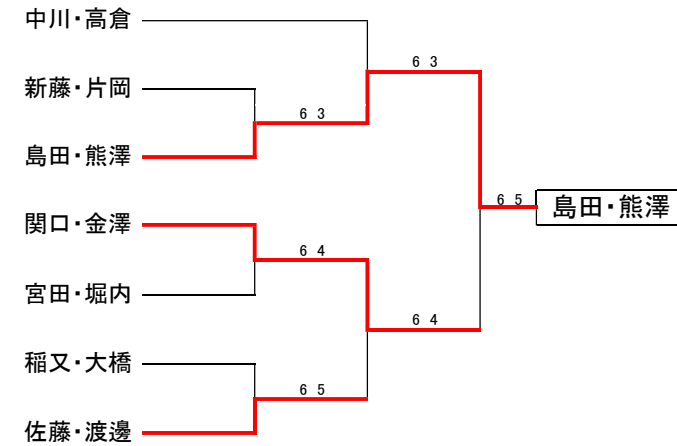 中川・高倉
6 3
新藤・片岡
6 3
島田・熊澤
6 5
島田・熊澤
関口・金澤
6 4
宮田・堀内
6 4
稲又・大橋
6 5
佐藤・渡邊